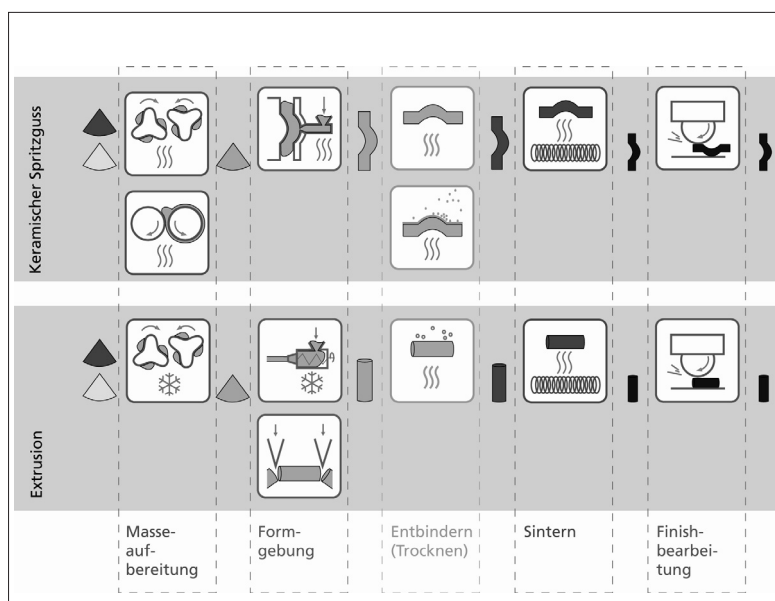 Keramischer Spritzguss
Extrusion
Masse-
auf-
bereitung
Form-
gebung
Entbindern
(Trocknen)
Sintern
Finish-
bearbei-
tung